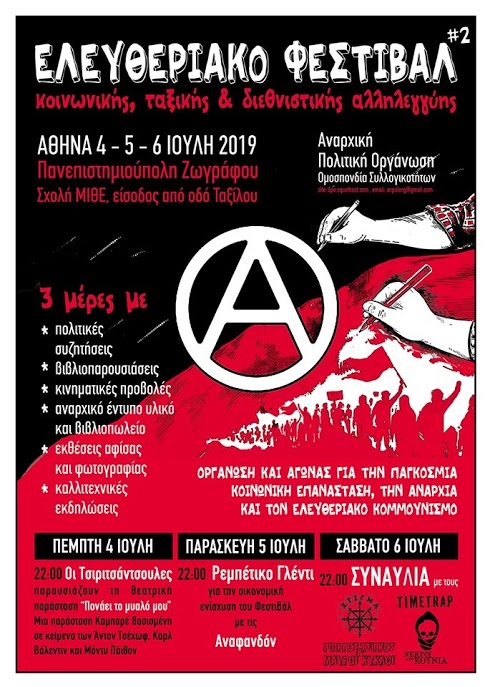 #2
ΕΛΕΥΘΕΡΙΑΚΟ ΦΕΣΤΙΒΑΛ
κοινωνικής, ταξικής & διεθνιστικής αλληλεγγύης
ΑΘΗΝΑ 4 - 5 - 6 ΙΟΥΛΗ 2019
Πανεπιστημιούπολη Ζωγράφου
Σχολή ΜΙΘΕ, είσοδος από οδό Ταξίλου
Αναρχική
Πολιτική Οργάνωση
Ομοσπονδία Συλλογικοτήτων
A
3 μέρες με
* πολιτικές
συζητήσεις
* βιβλιοπαρουσιάσεις
* κινηματικές προβολές
* αναρχικό έντυπο υλικό
και βιβλιοπωλείο
* εκθέσεις αφίσας
και φωτογραφίας
* καλλιτεχνικές
εκδηλώσεις
ΟΡΓΑΝΩΣΗ ΚΑΙ ΑΓΩΝΑΣ ΓΙΑ ΤΗΝ ΠΑΓΚΟΣΜΙΑ
ΚΟΙΝΩΝΙΚΗ ΕΠΑΝΑΣΤΑΣΗ, ΤΗΝ ΑΝΑΡΧΙΑ
ΚΑΙ ΤΟΝ ΕΛΕΥΘΕΡΙΑΚΟ ΚΟΜΜΟΥΝΙΣΜΟ
ΠΕΜΠΤΗ 4 ΙΟΥΛΗ
22:00 Οι Τσιριτσάντσουλες
παρουσιάζουν τη θεατρική
παράσταση "Πονάει το μυαλό μου".
Μια παράσταση Καμπαρέ βασισμένη
σε κείμενα των Άντον Τσέχωφ, Καρλ
Βάλεντιν και Μόντυ Πάιθον
ΠΑΡΑΣΚΕΥΗ 5 ΙΟΥΛΗ
22:00 Ρεμπέτικο Γλέντι
για την οικονομική
ενίσχυση του Φεστιβάλ
με τις
Αναφανδόν
ΣΑΒΒΑΤΟ 6 ΙΟΥΛΗ
22:00 ΣΥΝΑΥΛΙΑ με τους
ΣΤΙΓΜΑ
TIMETRAP
ΝΕΚΡΟΙ
ΚΟΥΝΙΑ